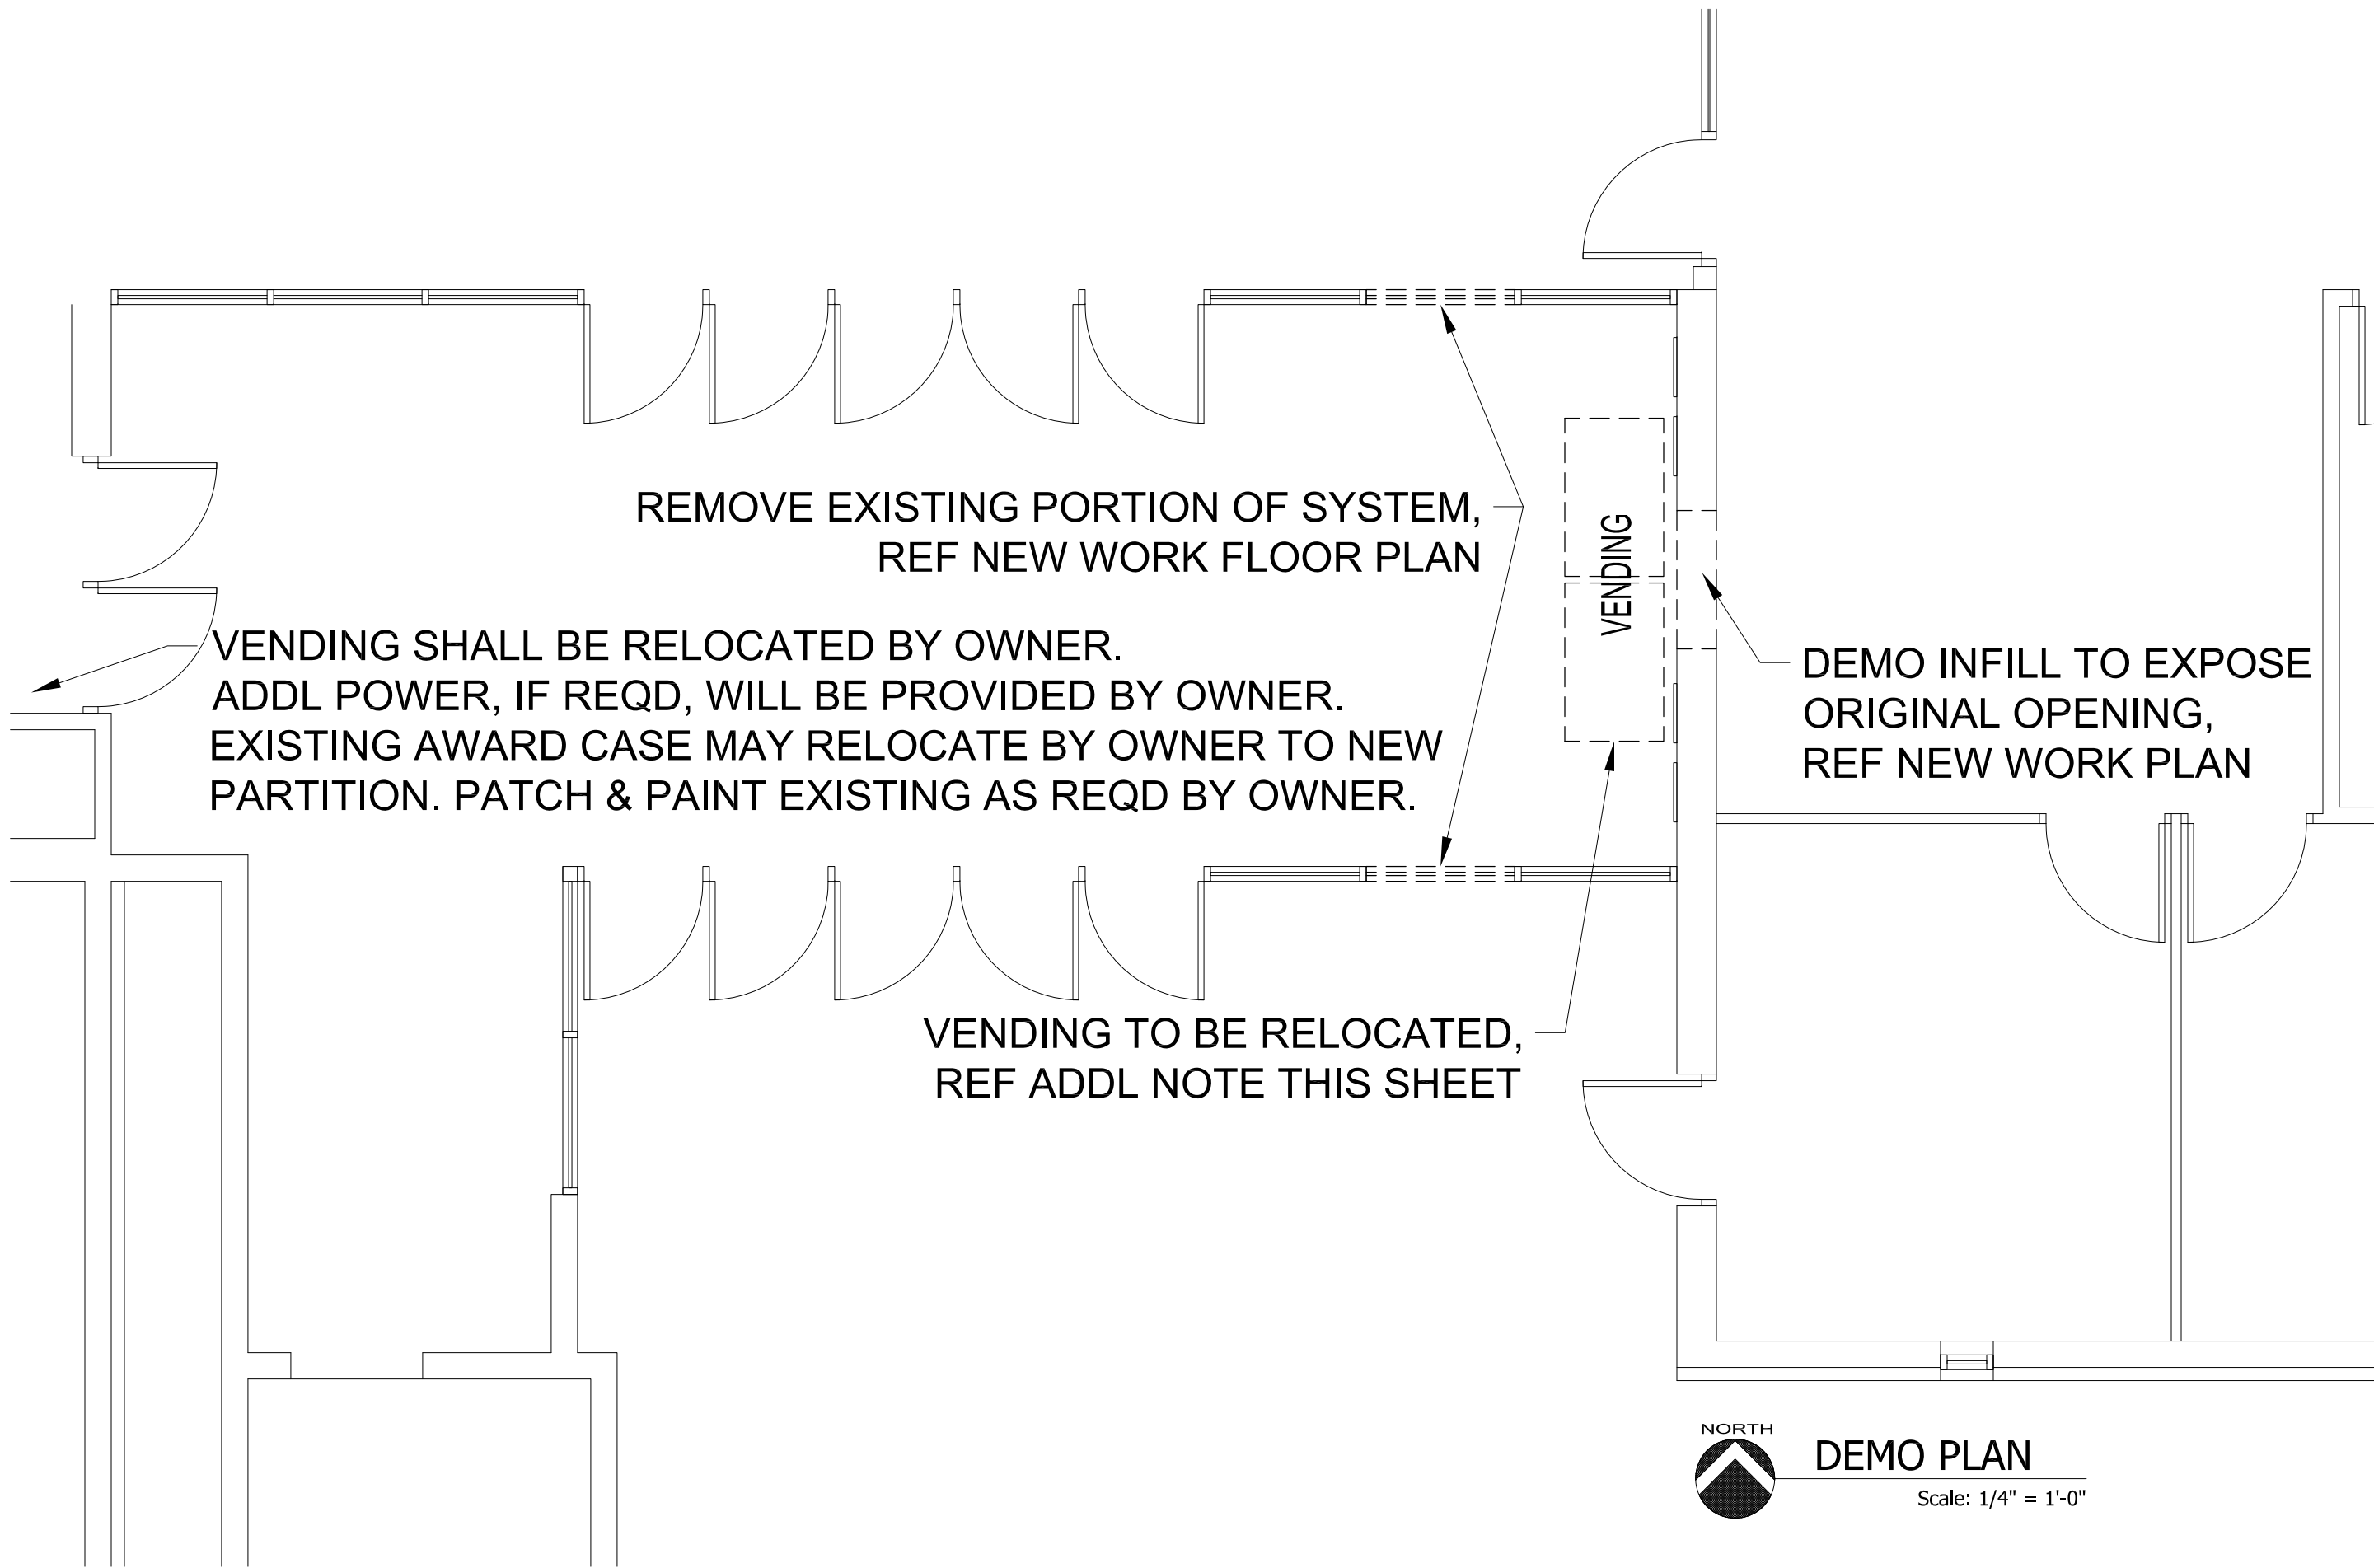 REMOVE EXISTING PORTION OF SYSTEM,
REF NEW WORK FLOOR PLAN
VENDING
VENDING SHALL BE RELOCATED BY OWNER.
ADDL POWER, IF REQD, WILL BE PROVIDED BY OWNER.
EXISTING AWARD CASE MAY RELOCATE BY OWNER TO NEW
PARTITION. PATCH & PAINT EXISTING AS REQD BY OWNER.
DEMO INFILL TO EXPOSE
ORIGINAL OPENING,
REF NEW WORK PLAN
VENDING TO BE RELOCATED,
REF ADDL NOTE THIS SHEET
NORTH
DEMO PLAN
Scale: 1/4" = 1'-0"